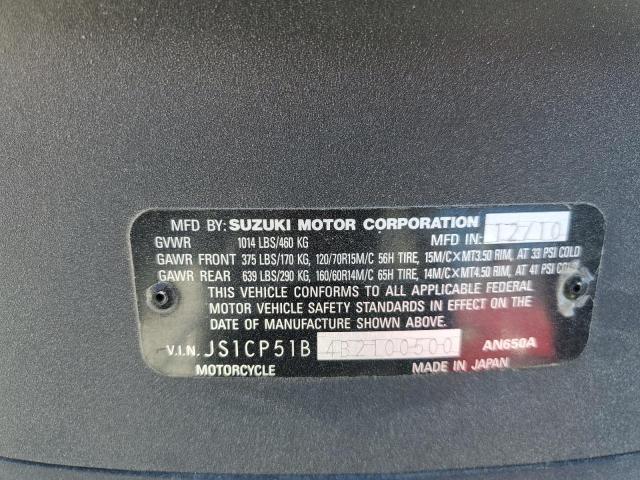 MFD BY: SUZUKI MOTOR CORPORATION MFD IN: 12/10
GVWR 1014 LBS/460 KG
GAWR FRONT 375 LBS/170 KG, 120/70R15M/C 56H TIRE, 15M/C×MT3.50 RIM, AT 33 PSI COLD
GAWR REAR 639 LBS/290 KG, 160/60R14M/C 65H TIRE, 14M/C×MT4.50 RIM, AT 41 PSI COLD
THIS VEHICLE CONFORMS TO ALL APPLICABLE FEDERAL
MOTOR VEHICLE SAFETY STANDARDS IN EFFECT ON THE
DATE OF MANUFACTURE SHOWN ABOVE.
V.I.N. JS1CP51B 4B2100500 AN650A
MOTORCYCLE MADE IN JAPAN